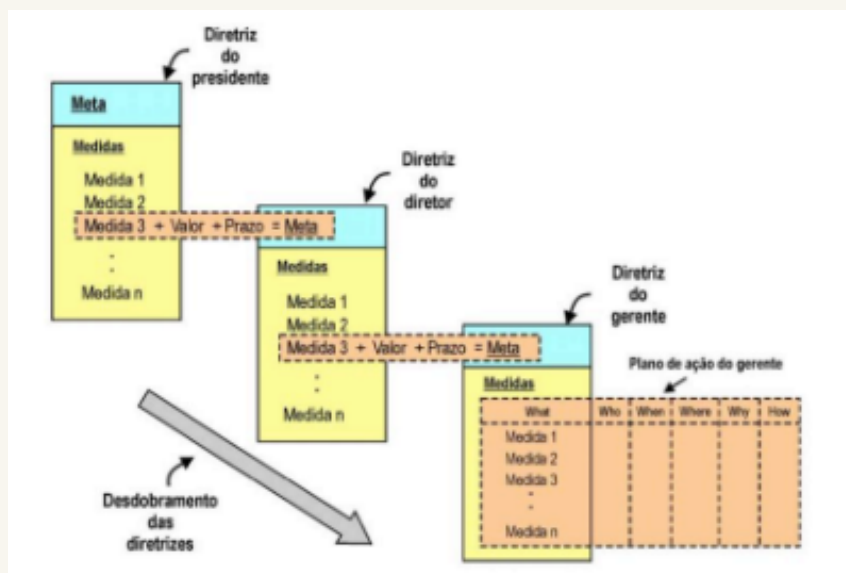 Diretriz
do
presidente
Meta
Medidas
Medida 1
Medida 2
Medida 3 + Valor + Prazo = Meta
:
Medida n
Diretriz
do
diretor
Medidas
Medida 1
Medida 2
Medida 3 + Valor + Prazo = Meta
:
Medida n
Diretriz
do
gerente
Plano de ação do gerente
Medidas
What Who When Where Why How
Medida 1
Medida 2
Medida 3
:
Medida n
Desdobramento
das
diretrizes